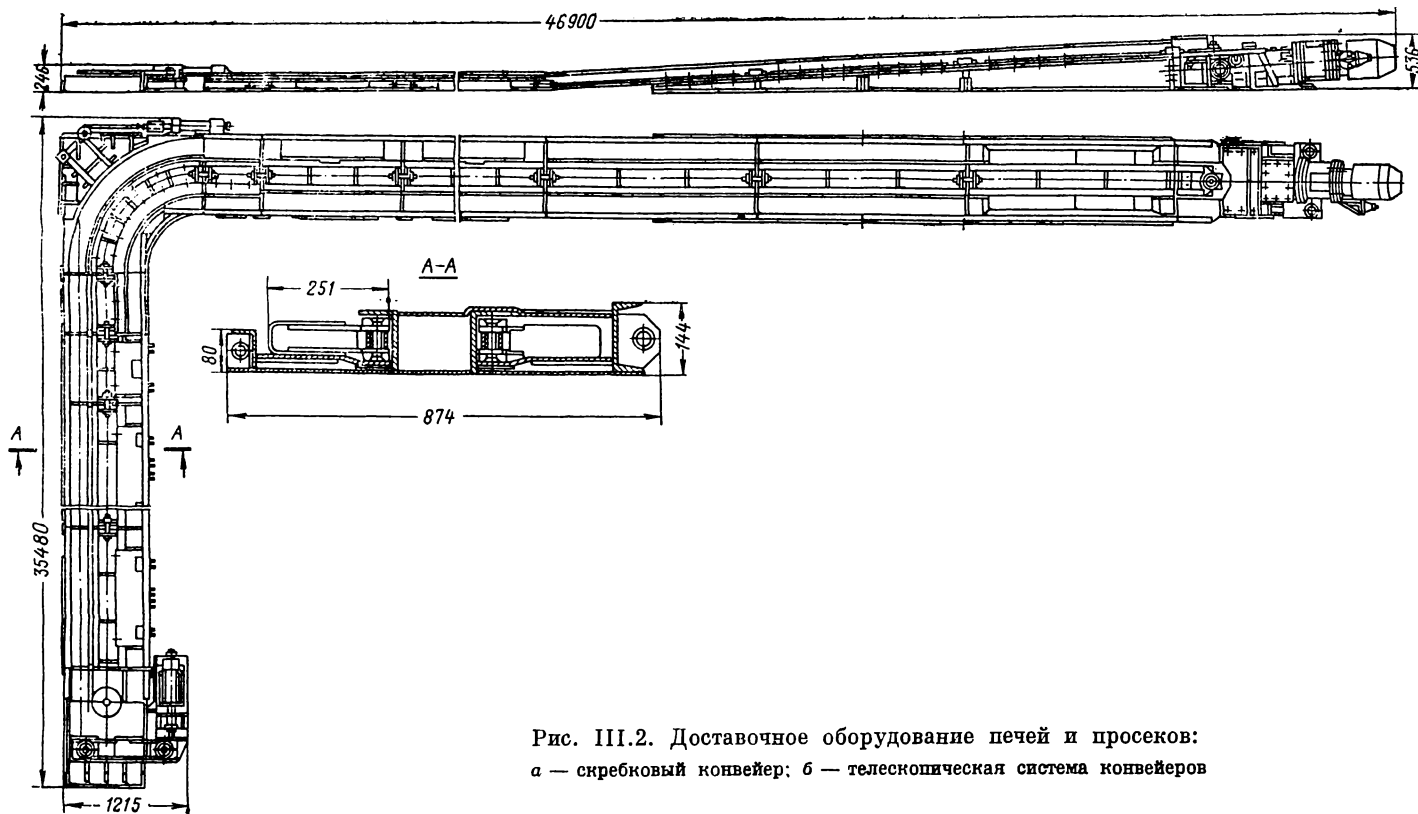 46900
246
536
А-А
251
80
144
874
А
А
35480
1215
Рис. III.2. Доставочное оборудование печей и просеков:
а — скребковый конвейер; б — телескопическая система конвейеров